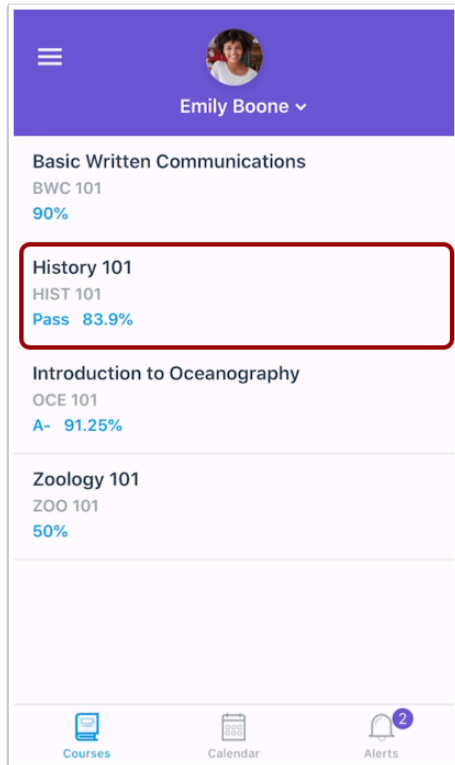 Emily Boone
Basic Written Communications
BWC 101
90%
History 101
HIST 101
Pass 83.9%
Introduction to Oceanography
OCE 101
A- 91.25%
Zoology 101
ZOO 101
50%
2
Courses Calendar Alerts